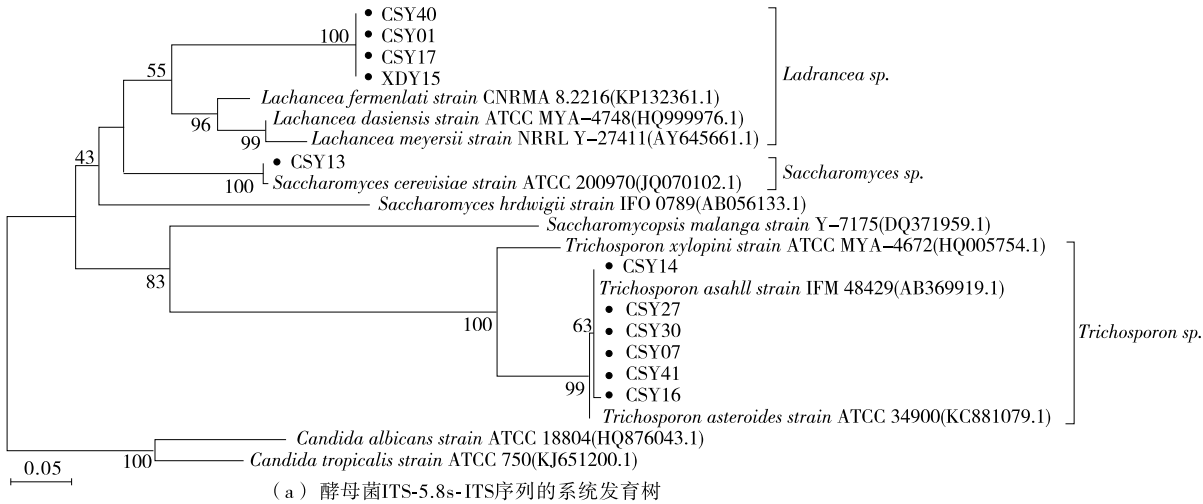 CSY40
100
CSY01
CSY17
XDY15
55
Ladrancea sp.
Lachancea fermenlati strain CNRMA 8.2216(KP132361.1)
96
Lachancea dasiensis strain ATCC MYA-4748(HQ999976.1)
99
Lachancea meyersii strain NRRL Y-27411(AY645661.1)
43
CSY13
100
Saccharomyces cerevisiae strain ATCC 200970(JQ070102.1)
Saccharomyces sp.
Saccharomyces hrdwigii strain IFO 0789(AB056133.1)
Saccharomycopsis malanga strain Y-7175(DQ371959.1)
83
Trichosporon xylopini strain ATCC MYA-4672(HQ005754.1)
100
CSY14
Trichosporon asahll strain IFM 48429(AB369919.1)
63
CSY27
CSY30
CSY07
CSY41
99
CSY16
Trichosporon asteroides strain ATCC 34900(KC881079.1)
Trichosporon sp.
Candida albicans strain ATCC 18804(HQ876043.1)
100
Candida tropicalis strain ATCC 750(KJ651200.1)
0.05
(a) 酵母菌ITS-5.8s-ITS序列的系统发育树